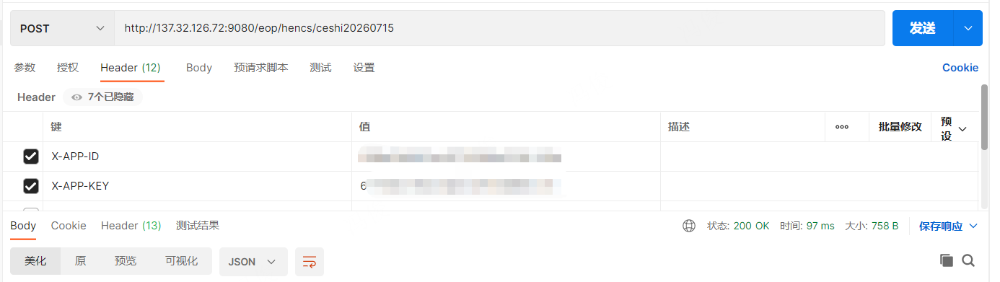 POST http://137.32.126.72:9080/eop/hencs/ceshi20260715 发送
参数 授权 Header (12) Body 预请求脚本 测试 设置 Cookie
Header 7个已隐藏
键 值 描述 批量修改 预设
X-APP-ID
X-APP-KEY 6
Body Cookie Header (13) 测试结果 状态: 200 OK 时间: 97 ms 大小: 758 B 保存响应
美化 原 预览 可视化 JSON